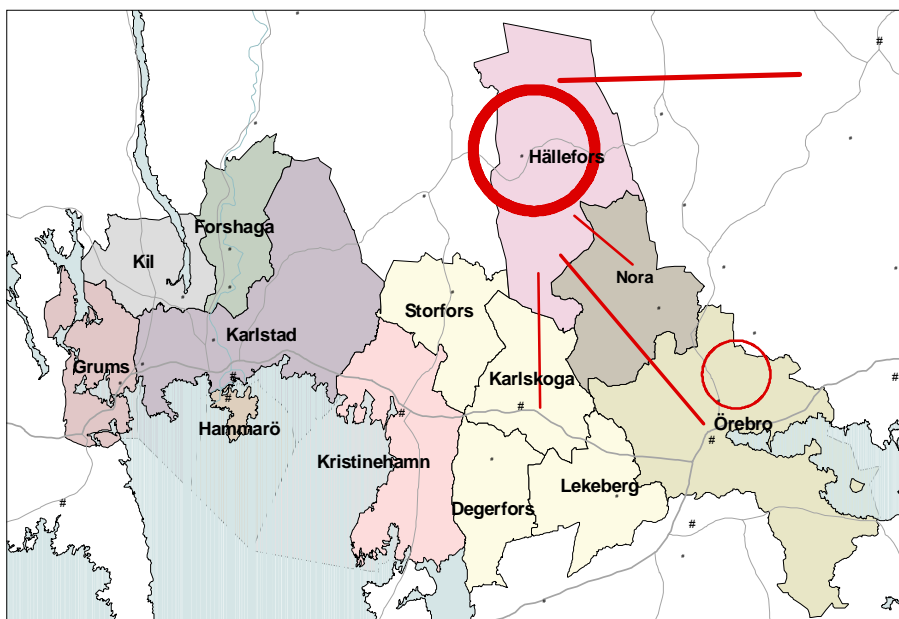 Hällefors
Forshaga
Kil
Nora
Storfors
Karlstad
Grums
Karlskoga
Örebro
Hammarö
Kristinehamn
Lekeberg
Degerfors